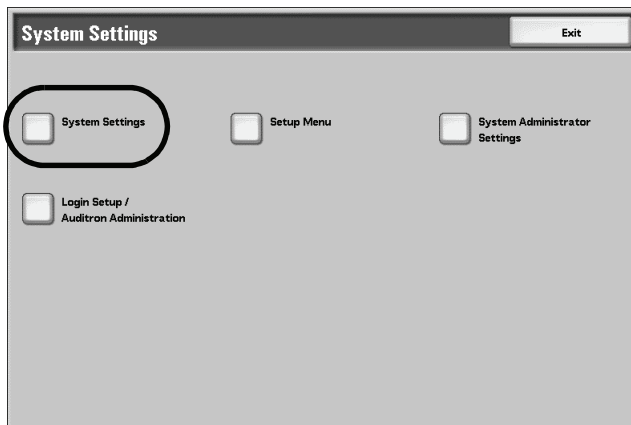 System Settings
Exit
System Settings
Setup Menu
System Administrator
Settings
Login Setup /
Auditron Administration